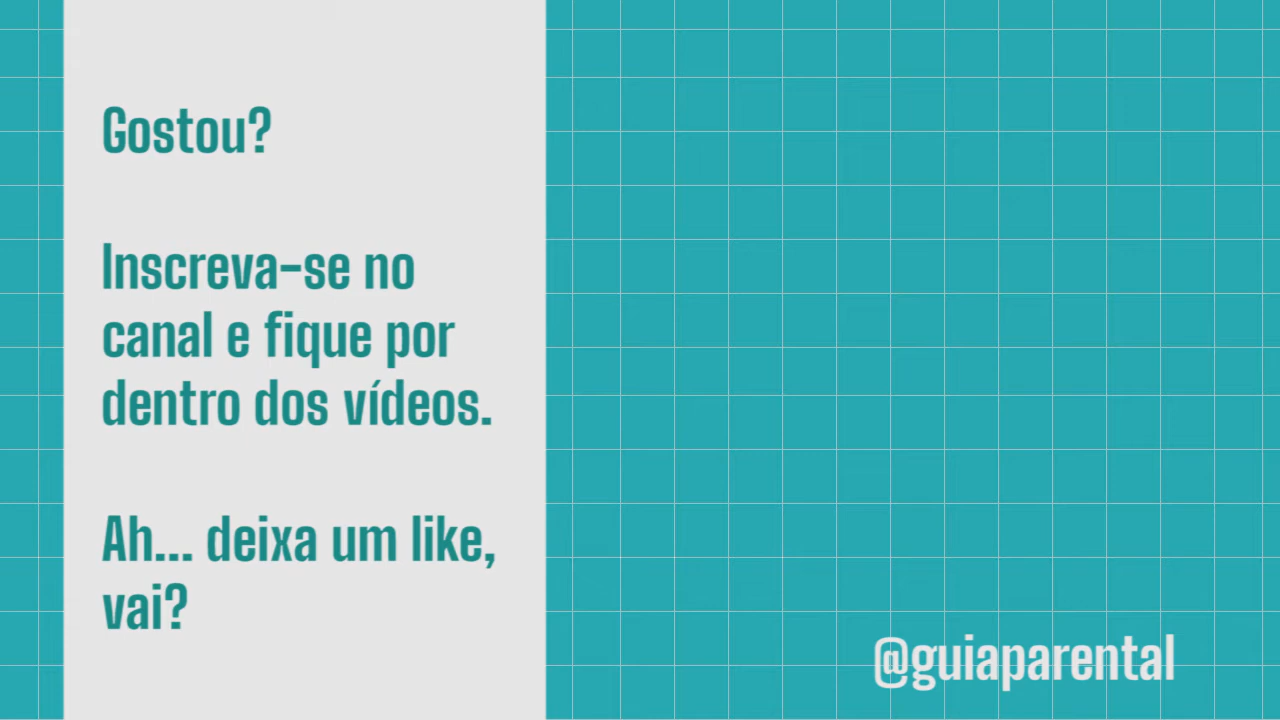 Gostou?
Inscreva-se no
canal e fique por
dentro dos vídeos.
Ah... deixa um like,
vai?
@guiaparental